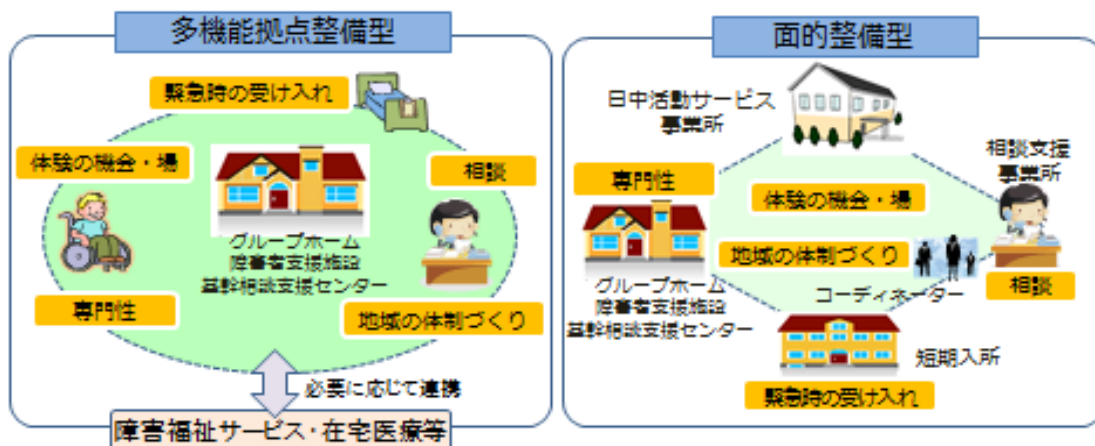 多機能拠点整備型
緊急時の受け入れ
体験の機会・場
相談
グループホーム
障害者支援施設
基幹相談支援センター
専門性
地域の体制づくり
必要に応じて連携
障害福祉サービス・在宅医療等
面的整備型
日中活動サービス
事業所
相談支援
事業所
専門性
体験の機会・場
地域の体制づくり
コーディネーター
相談
グループホーム
障害者支援施設
基幹相談支援センター
短期入所
緊急時の受け入れ